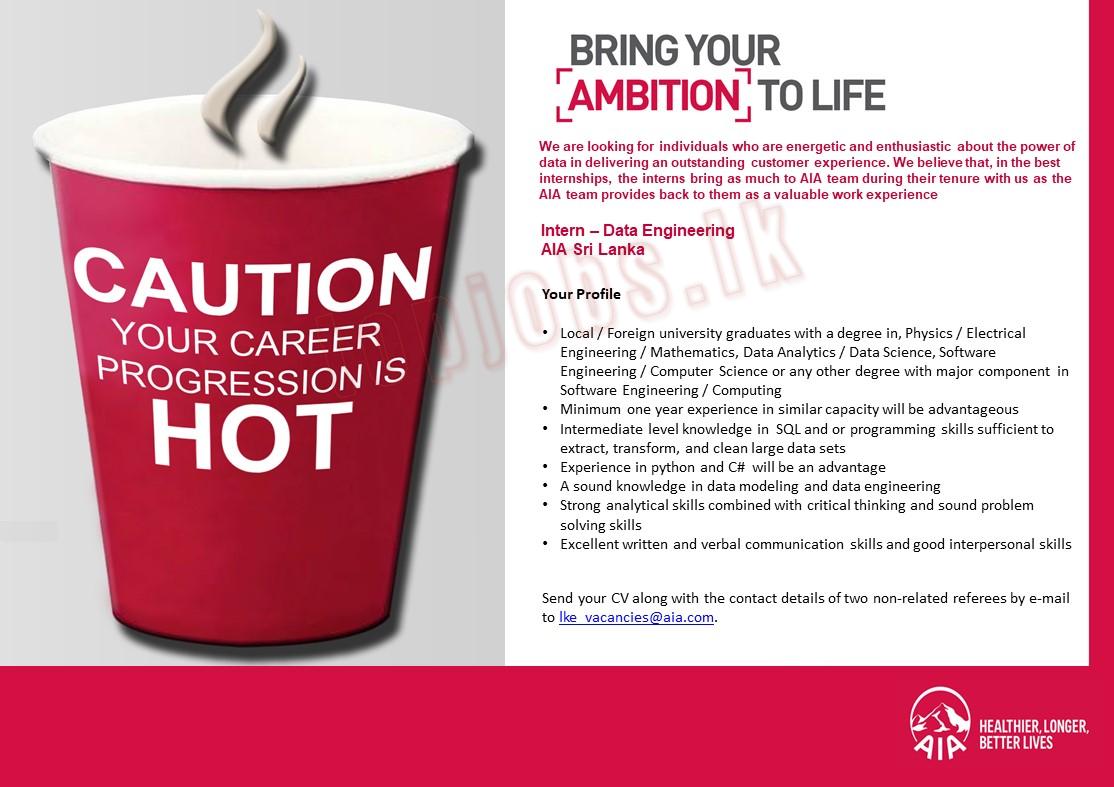 CAUTION
YOUR CAREER
PROGRESSION IS
HOT
BRING YOUR
AMBITION TO LIFE
We are looking for individuals who are energetic and enthusiastic about the power of
data in delivering an outstanding customer experience. We believe that, in the best
internships, the interns bring as much to AIA team during their tenure with us as the
AIA team provides back to them as a valuable work experience
Intern – Data Engineering
AIA Sri Lanka
Your Profile
• Local / Foreign university graduates with a degree in, Physics / Electrical
Engineering / Mathematics, Data Analytics / Data Science, Software
Engineering / Computer Science or any other degree with major component in
Software Engineering / Computing
• Minimum one year experience in similar capacity will be advantageous
• Intermediate level knowledge in SQL and or programming skills sufficient to
extract, transform, and clean large data sets
• Experience in python and C# will be an advantage
• A sound knowledge in data modeling and data engineering
• Strong analytical skills combined with critical thinking and sound problem
solving skills
• Excellent written and verbal communication skills and good interpersonal skills
Send your CV along with the contact details of two non-related referees by e-mail
to lke_vacancies@aia.com.
AIA
HEALTHIER, LONGER,
BETTER LIVES